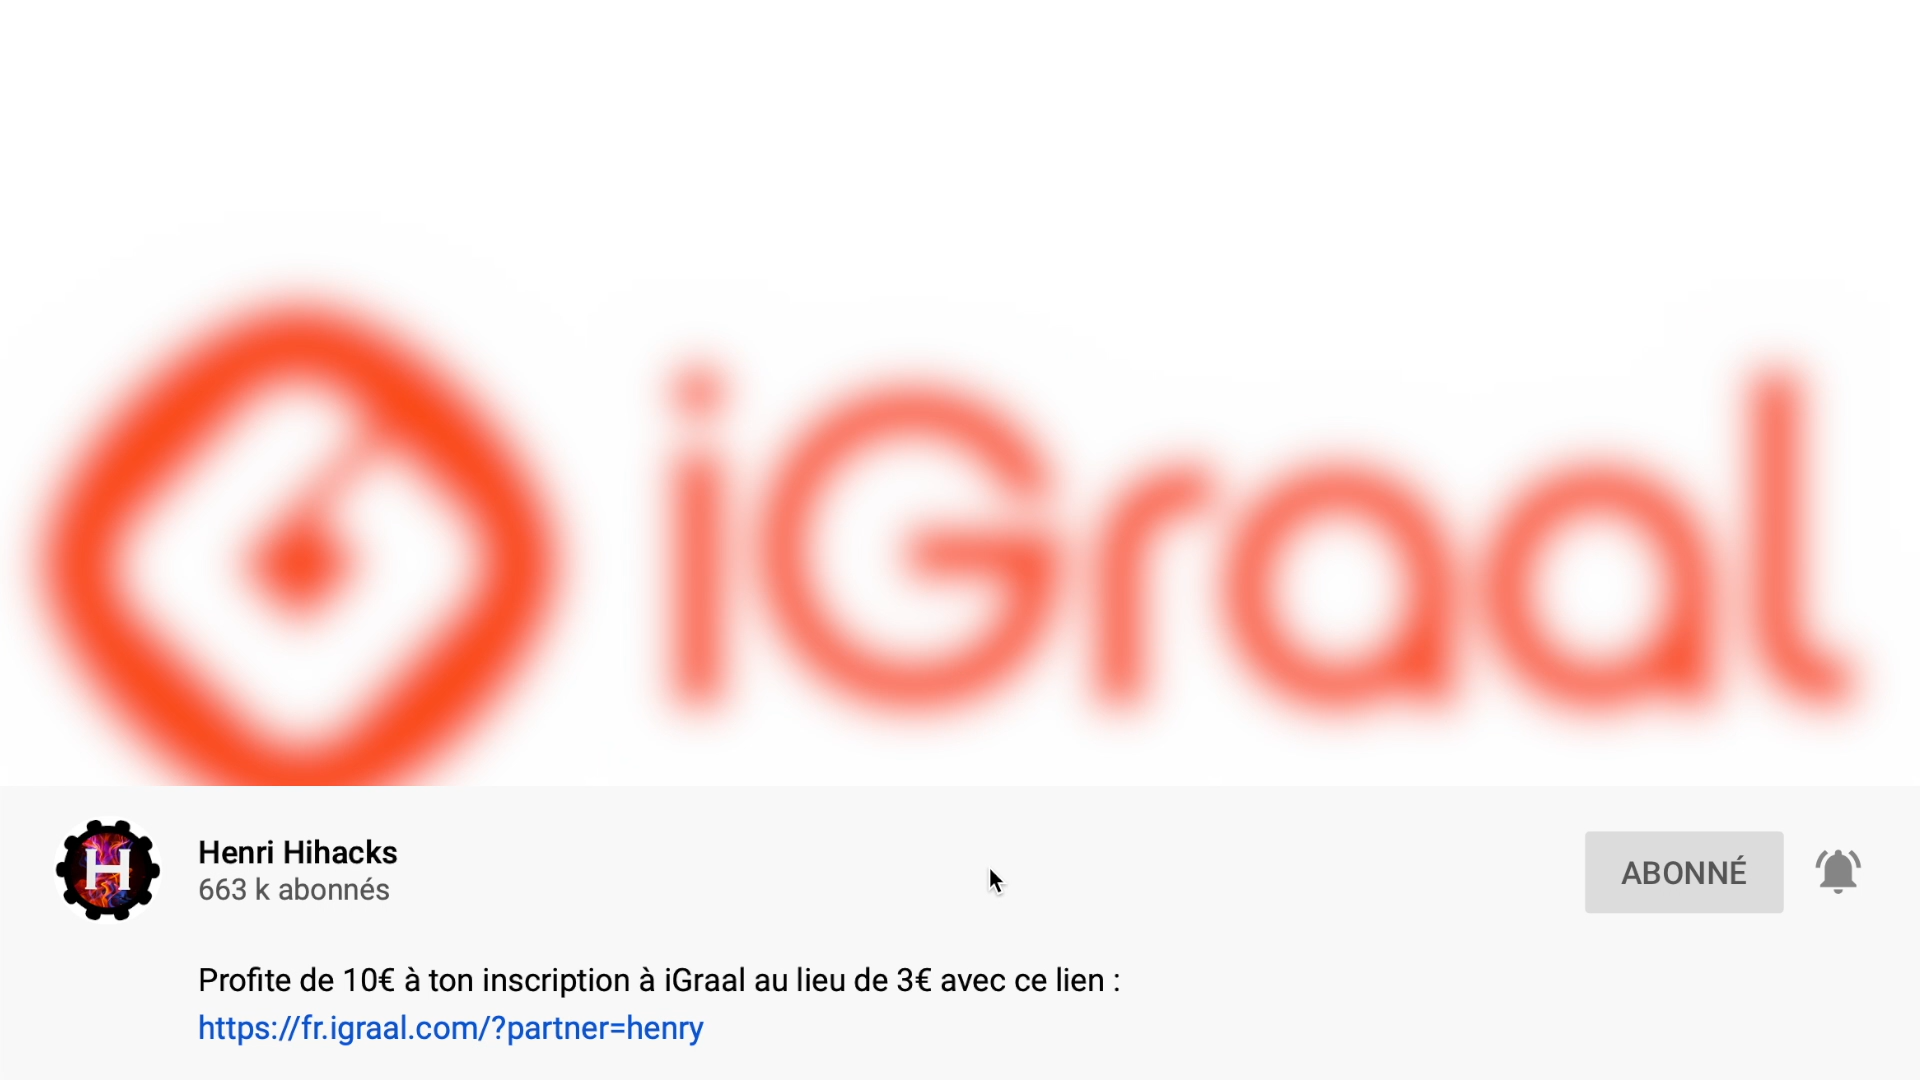 iGraal
H
Henri Hihacks
663 k abonnés
ABONNÉ
Profite de 10€ à ton inscription à iGraal au lieu de 3€ avec ce lien :
https://fr.igraal.com/?partner=henry